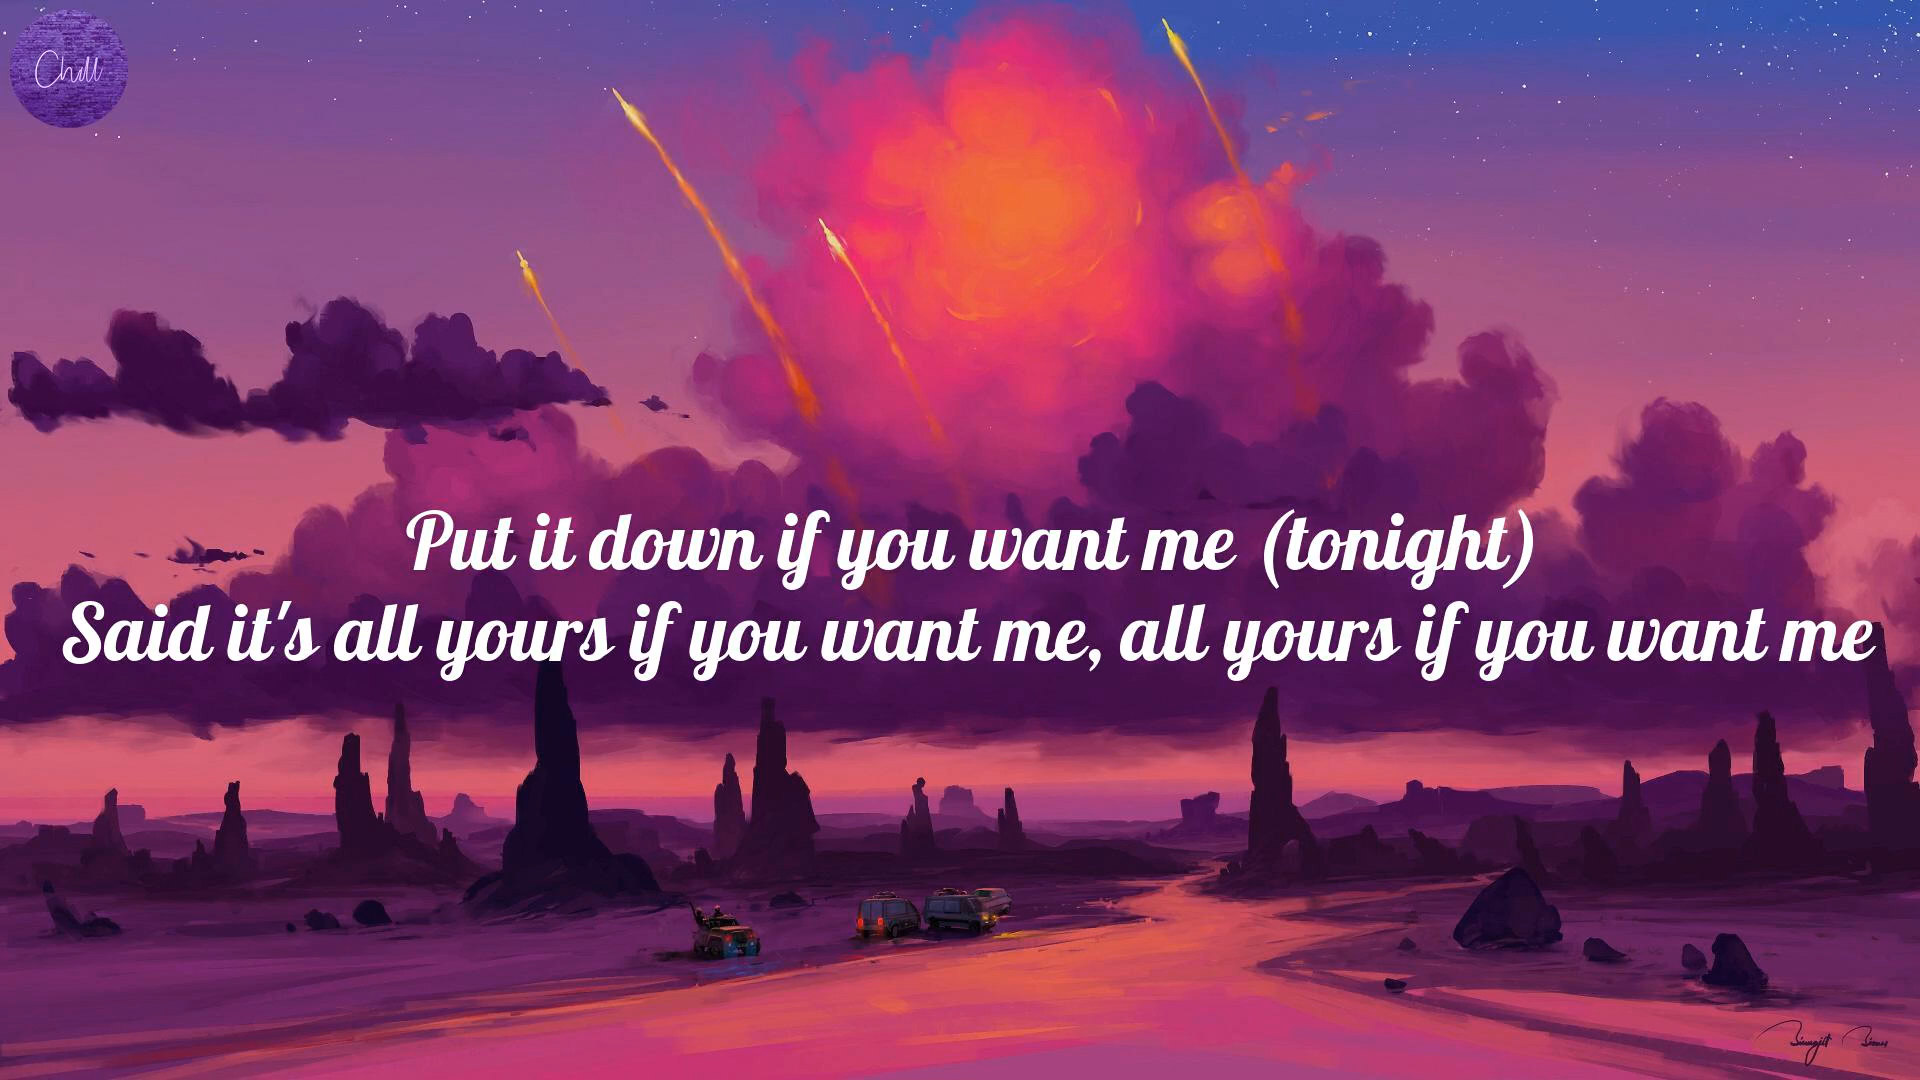 Chill
Put it down if you want me (tonight)
Said it's all yours if you want me, all yours if you want me